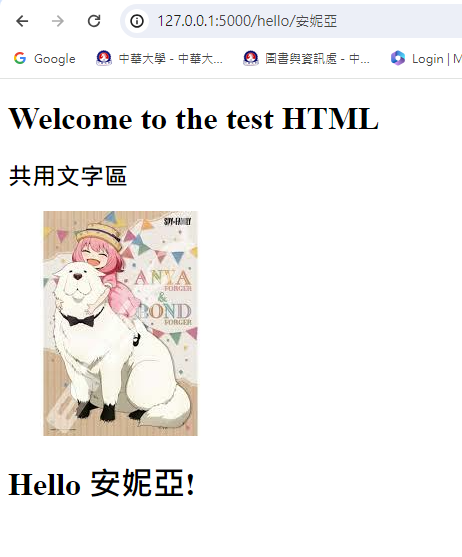 127.0.0.1:5000/hello/安妮亞
Google 中華大學 - 中華大... 圖書與資訊處 - 中... Login | M
Welcome to the test HTML
共用文字區
SPY×FAMILY
ANYA
FORGER
&
BOND
FORGER
Hello 安妮亞!